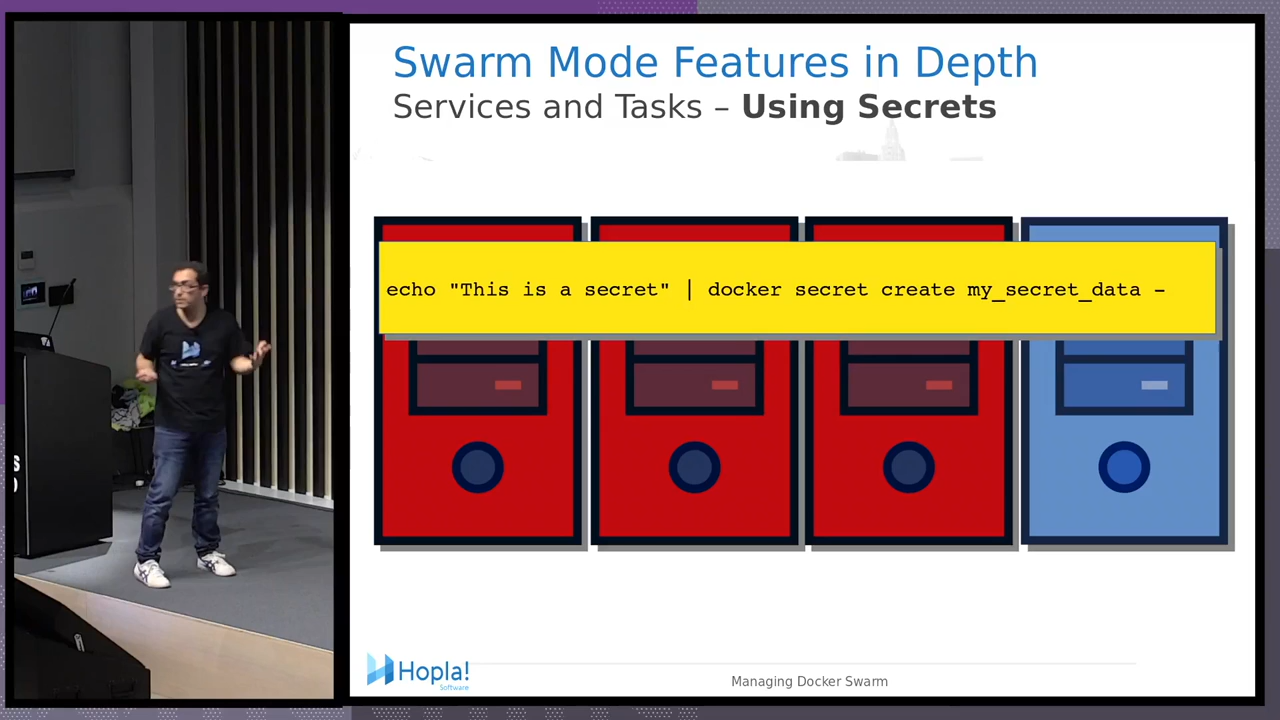 Swarm Mode Features in Depth
Services and Tasks – Using Secrets
echo "This is a secret" | docker secret create my_secret_data –
S
Hopla!
Software
Managing Docker Swarm